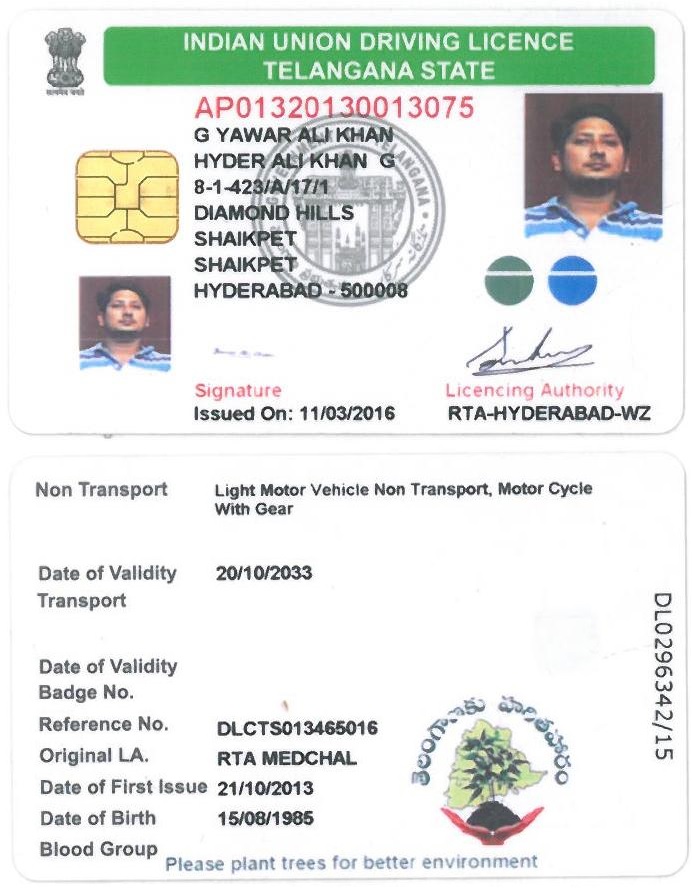 INDIAN UNION DRIVING LICENCE
TELANGANA STATE
AP01320130013075
G YAWAR ALI KHAN
HYDER ALI KHAN G
8-1-423/A/17/1
DIAMOND HILLS
SHAIKPET
SHAIKPET
HYDERABAD - 500008
Signature
Licencing Authority
Issued On: 11/03/2016
RTA-HYDERABAD-WZ
Non Transport
Light Motor Vehicle Non Transport, Motor Cycle
With Gear
Date of Validity
20/10/2033
Transport
Date of Validity
Badge No.
Reference No.
DLCTS013465016
Original LA.
RTA MEDCHAL
Date of First Issue
21/10/2013
Date of Birth
15/08/1985
Blood Group
DL0296342/15
తెలంగాణకు హరితహారం
Please plant trees for better environment